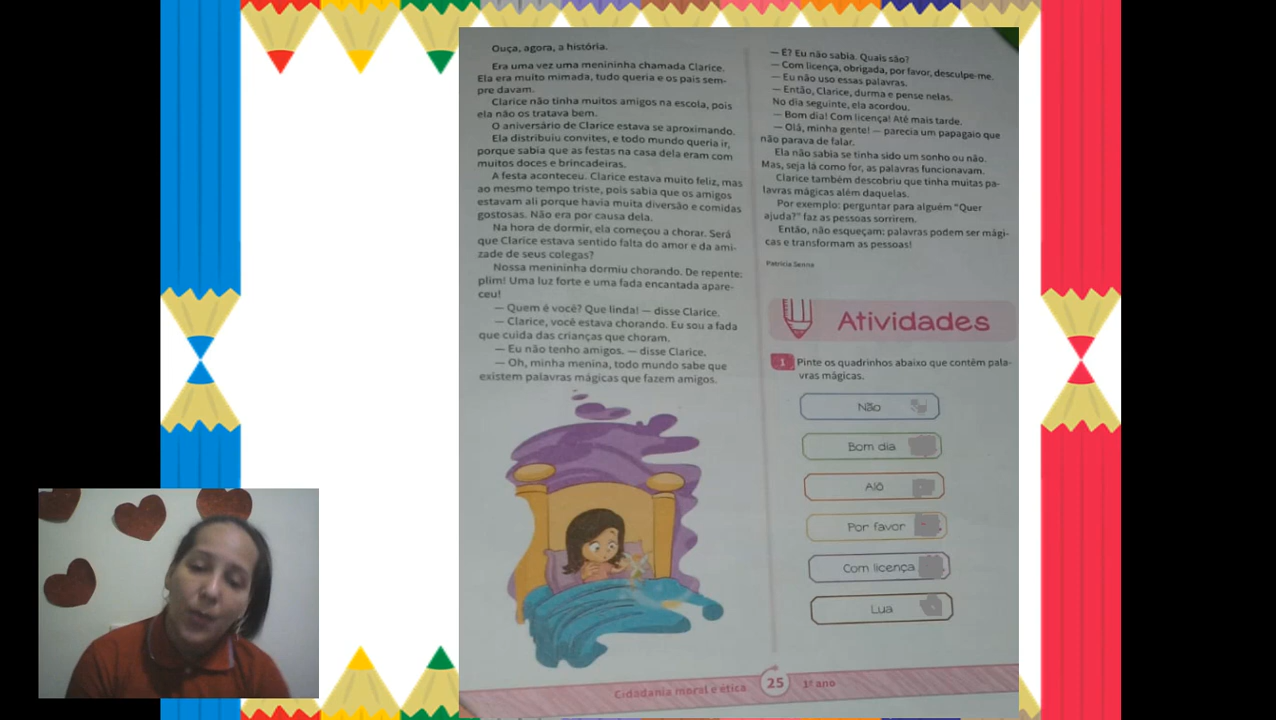 Ouça, agora, a história.
Era uma vez uma menininha chamada Clarice.
Ela era muito mimada, tudo queria e os pais sem-
pre davam.
Clarice não tinha muitos amigos na escola, pois
ela não os tratava bem.
O aniversário de Clarice estava se aproximando.
Ela distribuiu convites, e todo mundo queria ir,
porque sabia que as festas na casa dela eram com
muitos doces e brincadeiras.
A festa aconteceu. Clarice estava muito feliz, mas
ao mesmo tempo triste, pois sabia que os amigos
estavam ali porque havia muita diversão e comidas
gostosas. Não era por causa dela.
Na hora de dormir, ela começou a chorar. Será
que Clarice estava sentido falta do amor e da ami-
zade de seus colegas?
Nossa menininha dormiu chorando. De repente:
plim! Uma luz forte e uma fada encantada apare-
ceu!
— Quem é você? Que linda! — disse Clarice.
— Clarice, você estava chorando. Eu sou a fada
que cuida das crianças que choram.
— Eu não tenho amigos. — disse Clarice.
— Oh, minha menina, todo mundo sabe que
existem palavras mágicas que fazem amigos.
— É? Eu não sabia. Quais são?
— Com licença, obrigada, por favor, desculpe-me.
— Eu não uso essas palavras.
— Então, Clarice, durma e pense nelas.
No dia seguinte, ela acordou.
— Bom dia! Com licença! Até mais tarde.
— Olá, minha gente! — parecia um papagaio que
não parava de falar.
Ela não sabia se tinha sido um sonho ou não.
Mas, seja lá como for, as palavras funcionavam.
Clarice também descobriu que tinha muitas pa-
lavras mágicas além daquelas.
Por exemplo: perguntar para alguém "Quer
ajuda?" faz as pessoas sorrirem.
Então, não esqueçam: palavras podem ser mági-
cas e transformam as pessoas!
Patrícia Senna
Atividades
1 Pinte os quadrinhos abaixo que contêm pala-
vras mágicas.
Não
Bom dia
Alô
Por favor
Com licença
Lua
Cidadania moral e ética 25 1º ano